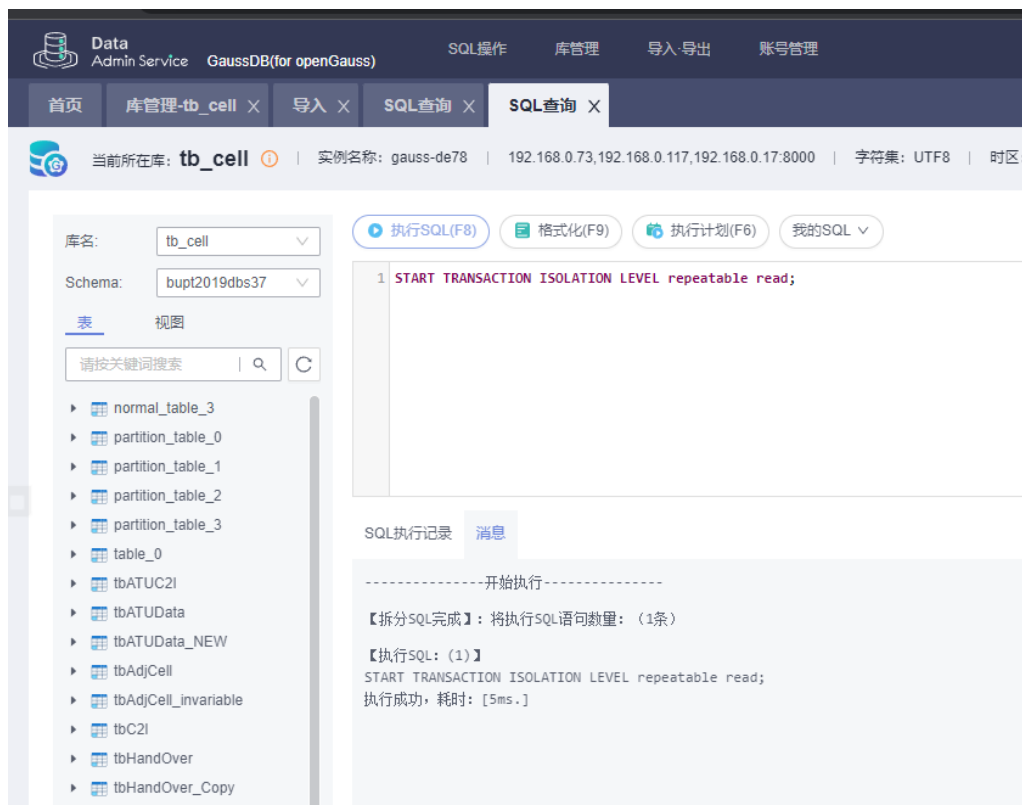 Data
Admin Service GaussDB(for openGauss) SQL操作 库管理 导入·导出 账号管理
首页 库管理-tb_cell X 导入 X SQL查询 X SQL查询 X
当前所在库: tb_cell 实例名称: gauss-de78 | 192.168.0.73,192.168.0.117,192.168.0.17:8000 | 字符集: UTF8 | 时区
库名: tb_cell
执行SQL(F8) 格式化(F9) 执行计划(F6) 我的SQL
Schema: bupt2019dbs37
1 START TRANSACTION ISOLATION LEVEL repeatable read;
表 视图
请按关键词搜索
normal_table_3
partition_table_0
partition_table_1
partition_table_2
partition_table_3
table_0
tbATUC2I
tbATUData
tbATUData_NEW
tbAdjCell
tbAdjCell_invariable
tbC2I
tbHandOver
tbHandOver_Copy
SQL执行记录 消息
---------------开始执行---------------
【拆分SQL完成】: 将执行SQL语句数量: (1条)
【执行SQL: (1)】
START TRANSACTION ISOLATION LEVEL repeatable read;
执行成功，耗时: [5ms.]